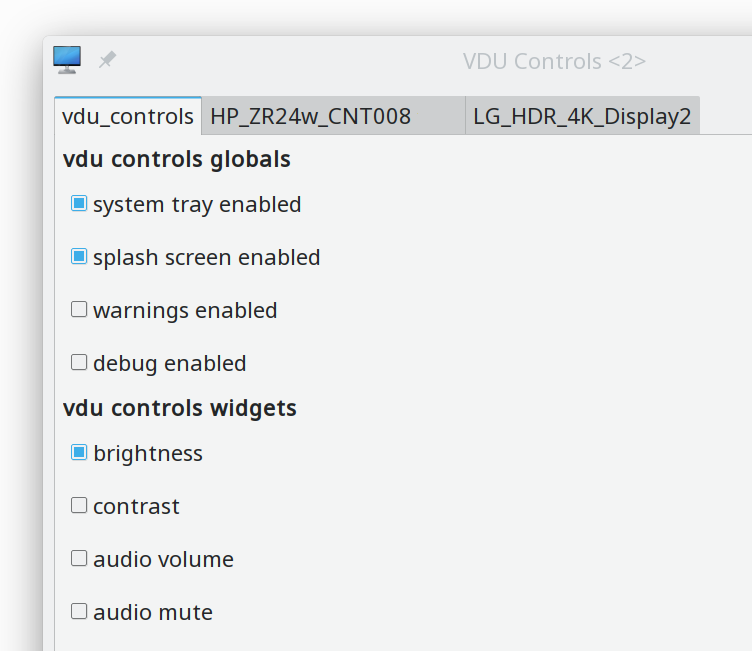 VDU Controls <2>
vdu_controls HP_ZR24w_CNT008 LG_HDR_4K_Display2
vdu controls globals
system tray enabled
splash screen enabled
warnings enabled
debug enabled
vdu controls widgets
brightness
contrast
audio volume
audio mute